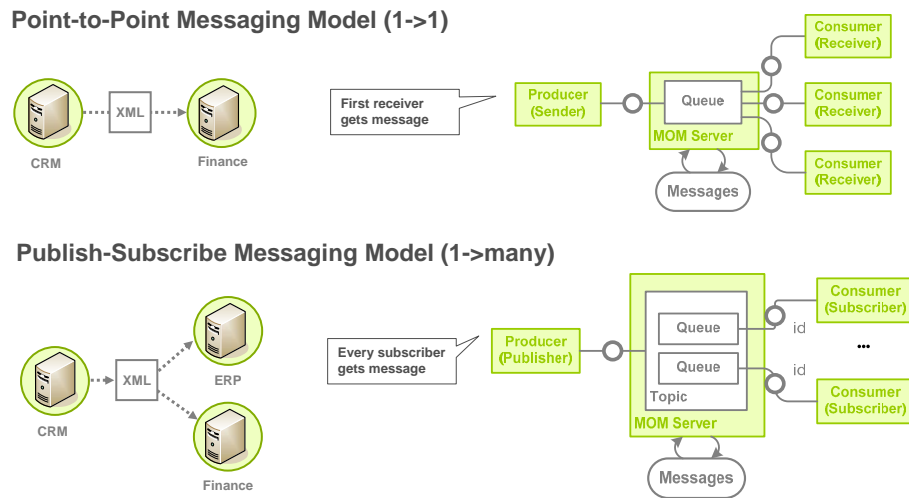 Point-to-Point Messaging Model (1->1)
CRM
XML
Finance
First receiver
gets message
Producer
(Sender)
Queue
MOM Server
Messages
Consumer
(Receiver)
Consumer
(Receiver)
Consumer
(Receiver)
Publish-Subscribe Messaging Model (1->many)
CRM
XML
ERP
Finance
Every subscriber
gets message
Producer
(Publisher)
Queue
Queue
Topic
MOM Server
Messages
id
id
Consumer
(Subscriber)
...
Consumer
(Subscriber)